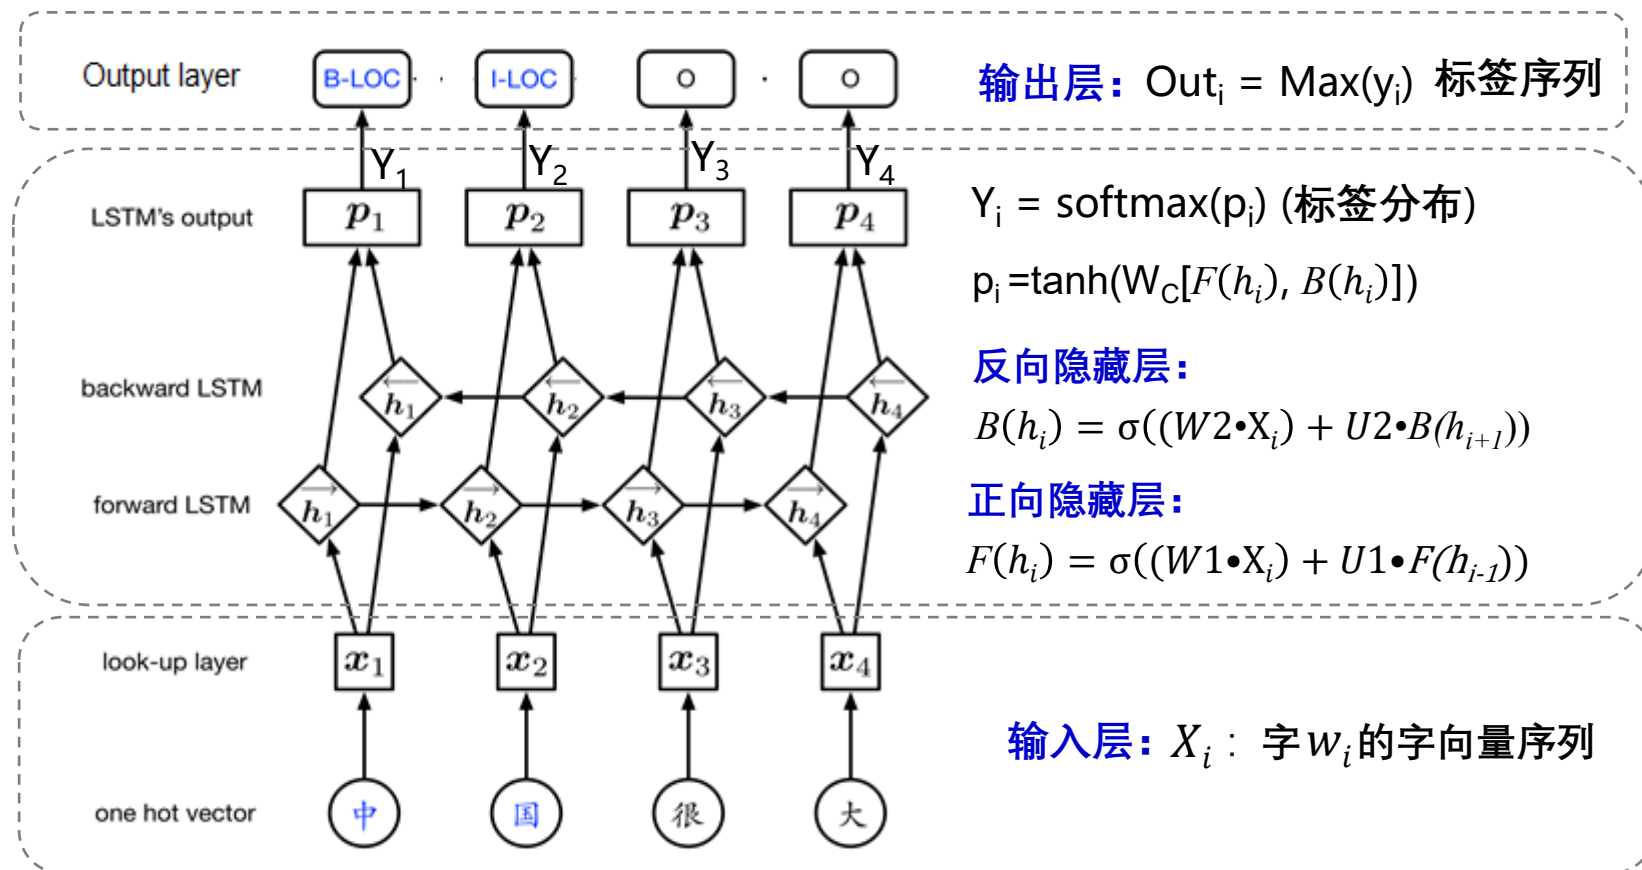 Output layer
B-LOC
I-LOC
O
O
输出层：Outᵢ = Max(yᵢ) 标签序列
Y₁
Y₂
Y₃
Y₄
LSTM's output
p₁
p₂
p₃
p₄
Yᵢ = softmax(pᵢ) (标签分布)
pᵢ =tanh(W_C[F(hᵢ), B(hᵢ)])
backward LSTM
←h₁
←h₂
←h₃
←h₄
反向隐藏层：
B(hᵢ) = σ((W2•Xᵢ) + U2•B(hᵢ₊₁))
forward LSTM
→h₁
→h₂
→h₃
→h₄
正向隐藏层：
F(hᵢ) = σ((W1•Xᵢ) + U1•F(hᵢ₋₁))
look-up layer
x₁
x₂
x₃
x₄
输入层：Xᵢ： 字wᵢ的字向量序列
one hot vector
中
国
很
大